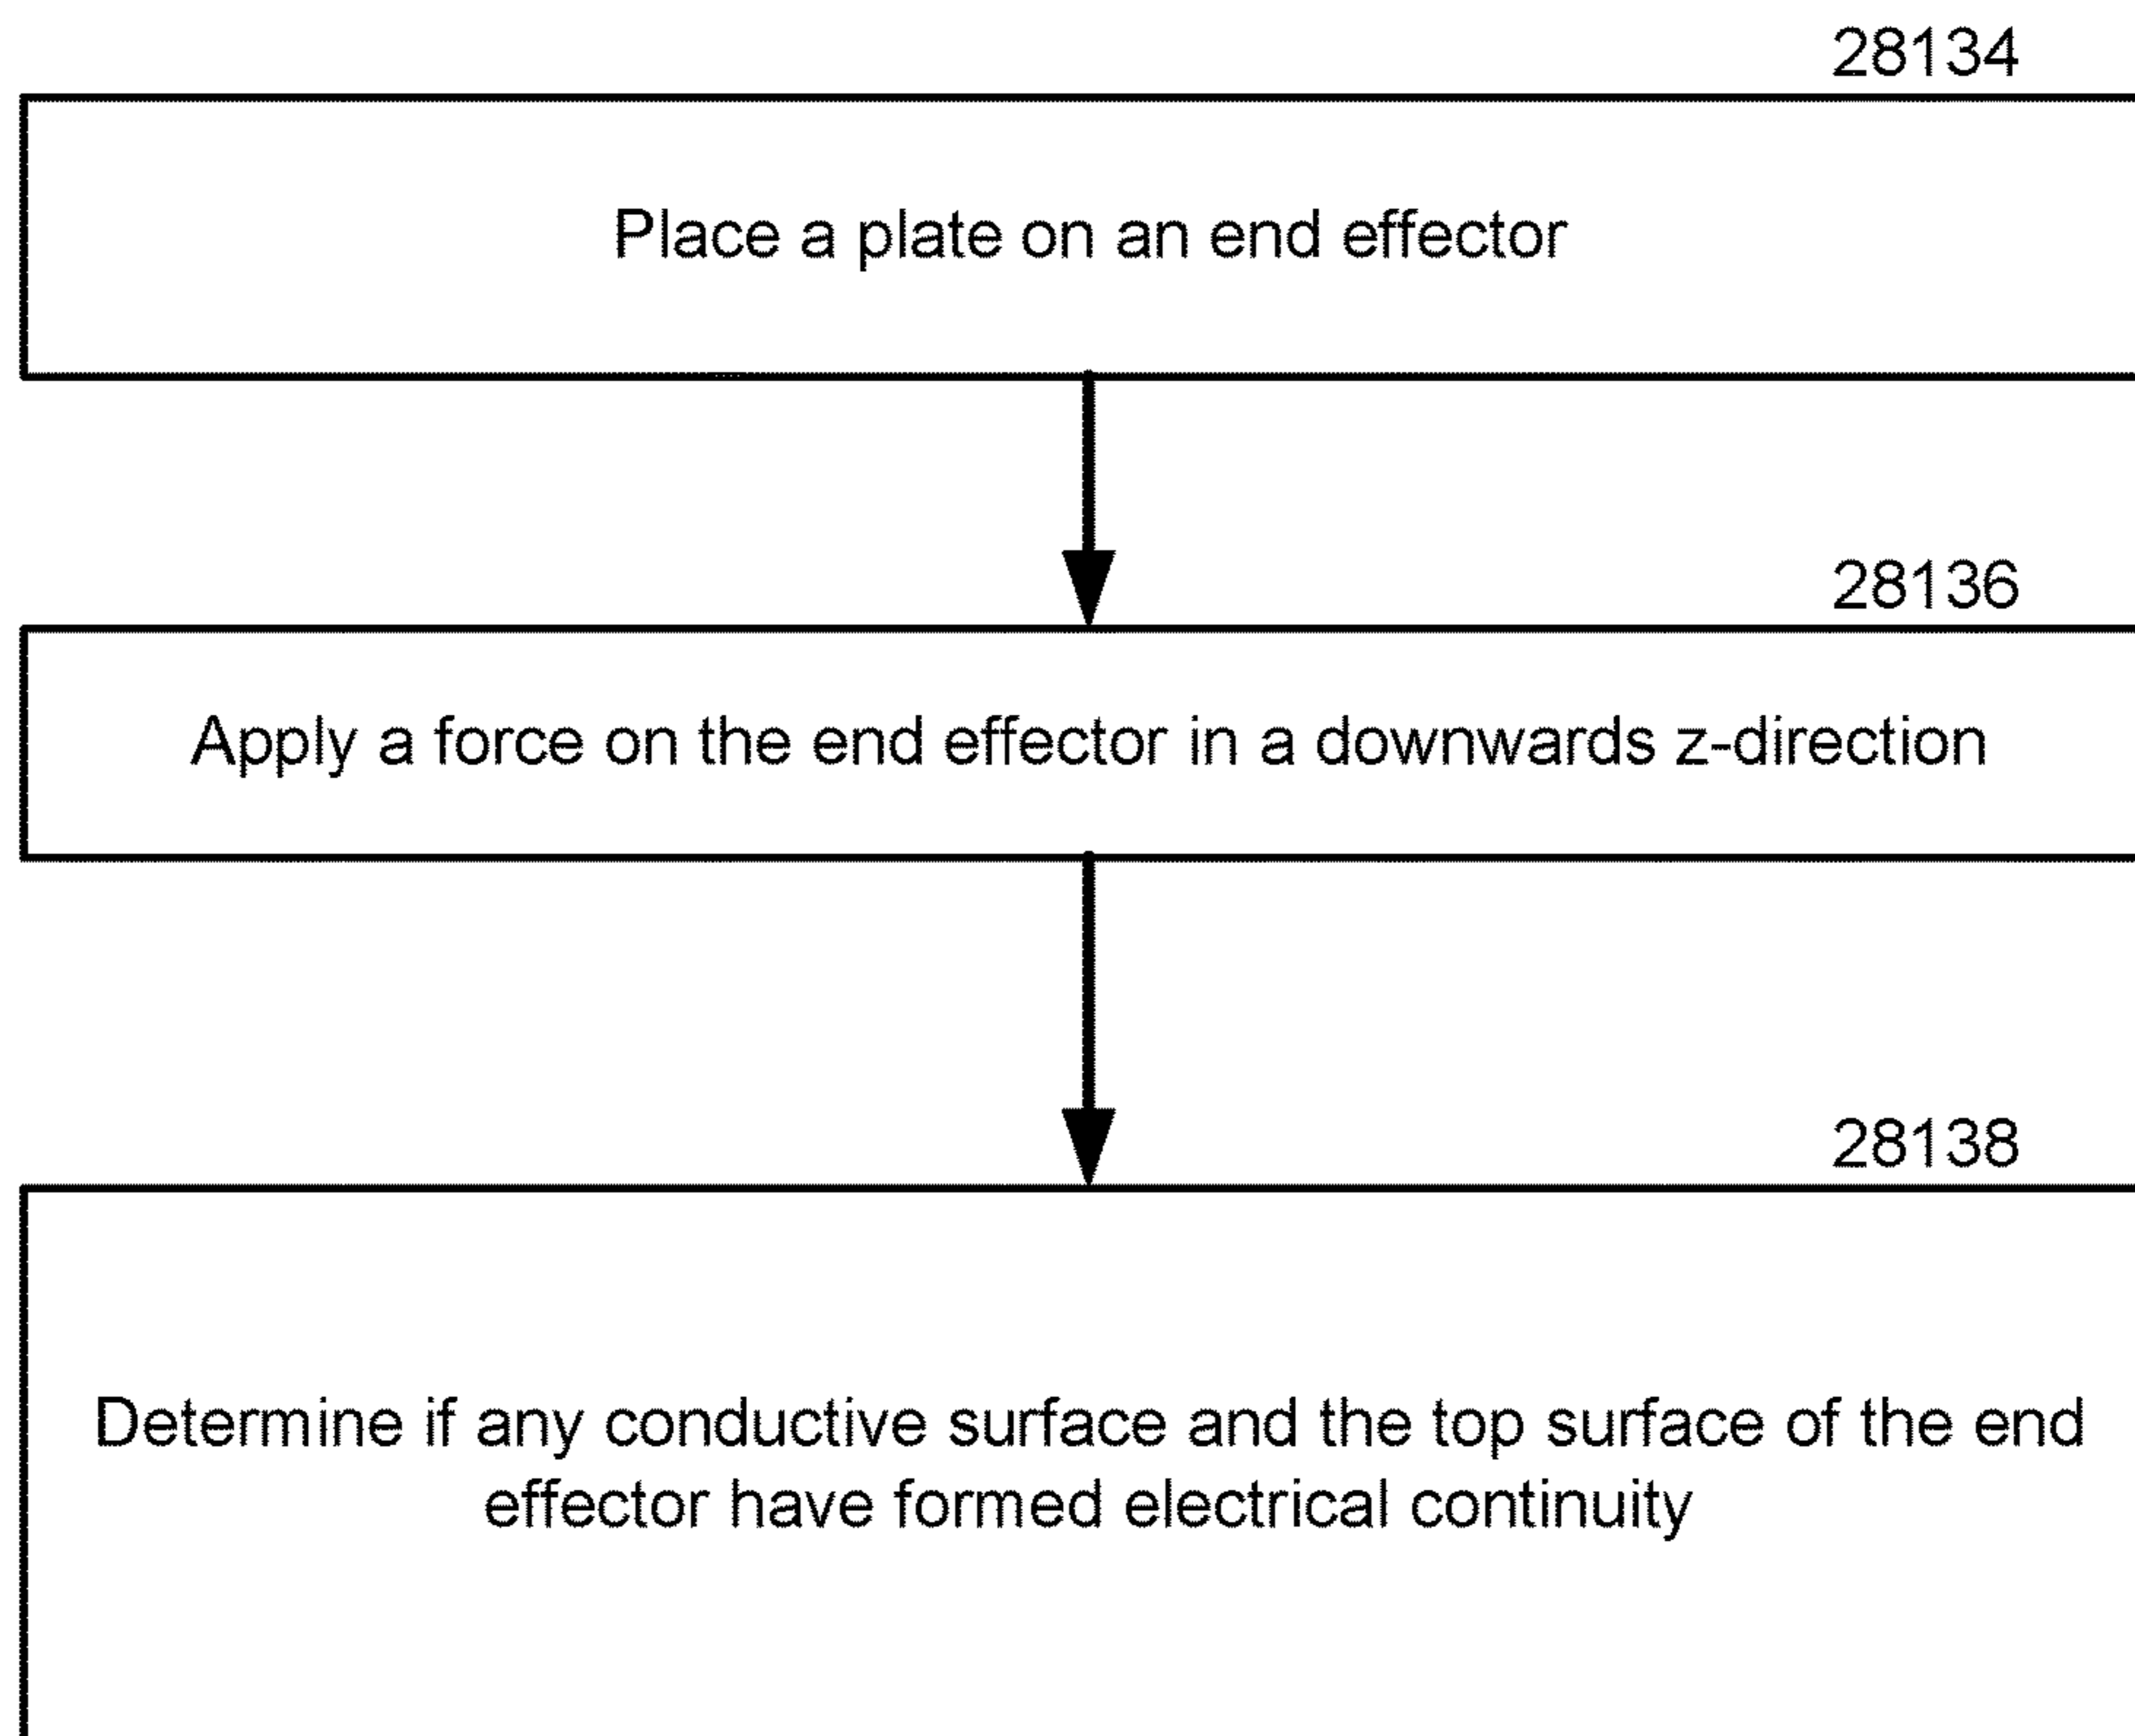 28134
Place a plate on an end effector
28136
Apply a force on the end effector in a downwards z-direction
28138
Determine if any conductive surface and the top surface of the end
effector have formed electrical continuity